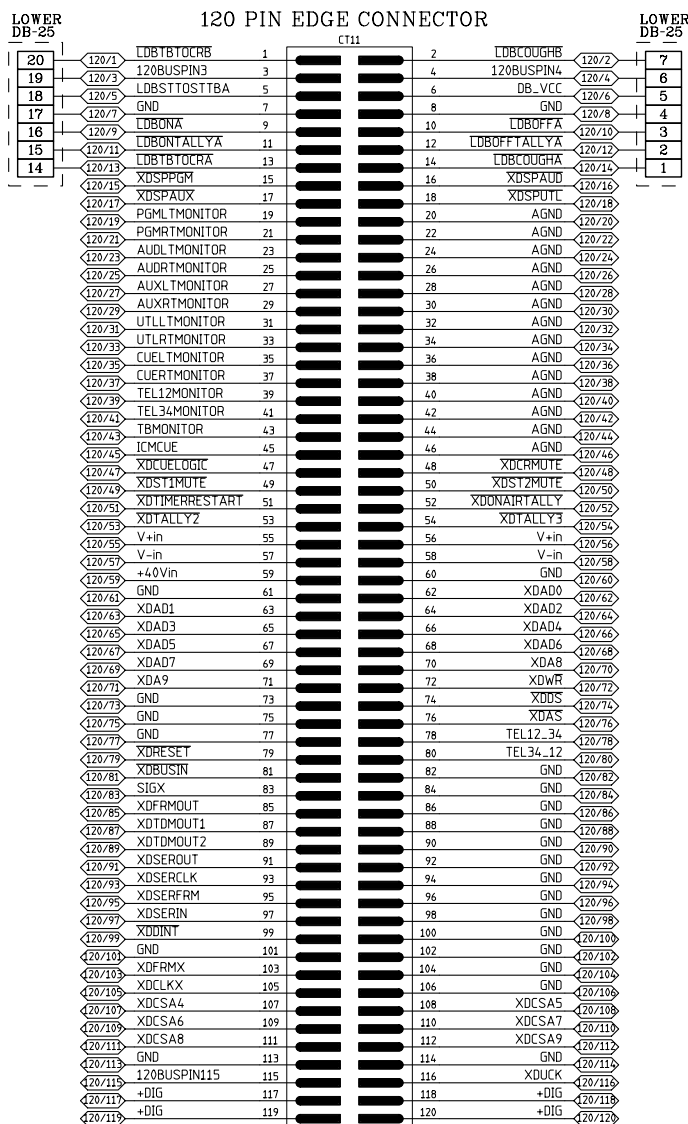 120 PIN EDGE CONNECTOR
LOWER
DB-25
LOWER
DB-25
CT11
20 120/1 LDBTBTOCRB 1 2 LDBCOUGHB 120/2 7
19 120/3 120BUSPIN3 3 4 120BUSPIN4 120/4 6
18 120/5 LDBSTTOSTTBA 5 6 DB_VCC 120/6 5
17 120/7 GND 7 8 GND 120/8 4
16 120/9 LDBONA 9 10 LDBOFFA 120/10 3
15 120/11 LDBONTALLYA 11 12 LDBOFFTALLYA 120/12 2
14 120/13 LDBTBTOCRA 13 14 LDBCOUGHA 120/14 1
120/15 XDSPPGM 15 16 XDSPAUD 120/16
120/17 XDSPAUX 17 18 XDSPUTL 120/18
120/19 PGMLTMONITOR 19 20 AGND 120/20
120/21 PGMRTMONITOR 21 22 AGND 120/22
120/23 AUDLTMONITOR 23 24 AGND 120/24
120/25 AUDRTMONITOR 25 26 AGND 120/26
120/27 AUXLTMONITOR 27 28 AGND 120/28
120/29 AUXRTMONITOR 29 30 AGND 120/30
120/31 UTLLTMONITOR 31 32 AGND 120/32
120/33 UTLRTMONITOR 33 34 AGND 120/34
120/35 CUELTMONITOR 35 36 AGND 120/36
120/37 CUERTMONITOR 37 38 AGND 120/38
120/39 TEL12MONITOR 39 40 AGND 120/40
120/41 TEL34MONITOR 41 42 AGND 120/42
120/43 TBMONITOR 43 44 AGND 120/44
120/45 ICMCUE 45 46 AGND 120/46
120/47 XDCUELOGIC 47 48 XDCRMUTE 120/48
120/49 XDST1MUTE 49 50 XDST2MUTE 120/50
120/51 XDTIMERRESTART 51 52 XDONAIRTALLY 120/52
120/53 XDTALLY2 53 54 XDTALLY3 120/54
120/55 V+in 55 56 V+in 120/56
120/57 V-in 57 58 V-in 120/58
120/59 +40Vin 59 60 GND 120/60
120/61 GND 61 62 XDAD0 120/62
120/63 XDAD1 63 64 XDAD2 120/64
120/65 XDAD3 65 66 XDAD4 120/66
120/67 XDAD5 67 68 XDAD6 120/68
120/69 XDAD7 69 70 XDA8 120/70
120/71 XDA9 71 72 XDWR 120/72
120/73 GND 73 74 XDDS 120/74
120/75 GND 75 76 XDAS 120/76
120/77 GND 77 78 TEL12_34 120/78
120/79 XDRESET 79 80 TEL34_12 120/80
120/81 XDBUSIN 81 82 GND 120/82
120/83 SIGX 83 84 GND 120/84
120/85 XDFRMOUT 85 86 GND 120/86
120/87 XDTDMOUT1 87 88 GND 120/88
120/89 XDTDMOUT2 89 90 GND 120/90
120/91 XDSEROUT 91 92 GND 120/92
120/93 XDSERCLK 93 94 GND 120/94
120/95 XDSERFRM 95 96 GND 120/96
120/97 XDSERIN 97 98 GND 120/98
120/99 XDDINT 99 100 GND 120/100
120/101 GND 101 102 GND 120/102
120/103 XDFRMX 103 104 GND 120/104
120/105 XDCLKX 105 106 GND 120/106
120/107 XDCSA4 107 108 XDCSA5 120/108
120/109 XDCSA6 109 110 XDCSA7 120/110
120/111 XDCSA8 111 112 XDCSA9 120/112
120/113 GND 113 114 GND 120/114
120/115 120BUSPIN115 115 116 XDUCK 120/116
120/117 +DIG 117 118 +DIG 120/118
120/119 +DIG 119 120 +DIG 120/120